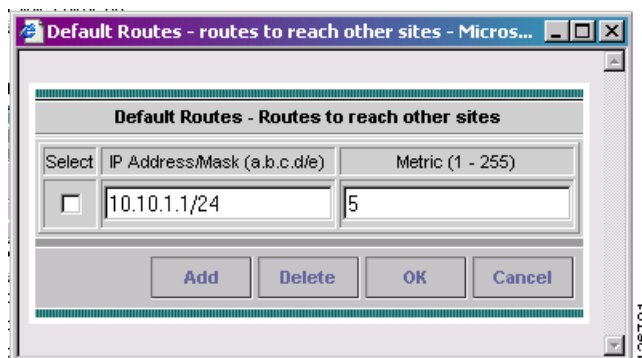 Default Routes - routes to reach other sites - Micros...
Default Routes - Routes to reach other sites
Select IP Address/Mask (a.b.c.d/e) Metric (1 - 255)
10.10.1.1/24 5
Add Delete OK Cancel